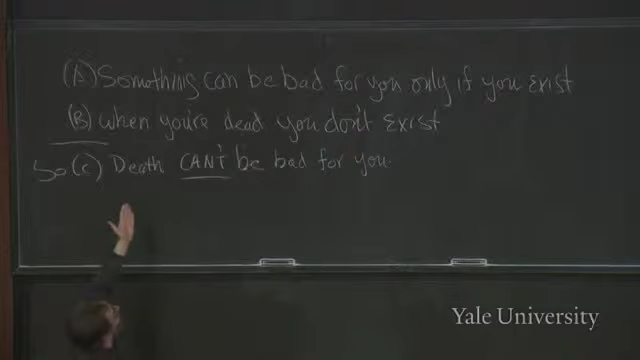 (A) Something can be bad for you only if you exist
(B) when you're dead you don't exist
So (c) Death CAN'T be bad for you
Yale University